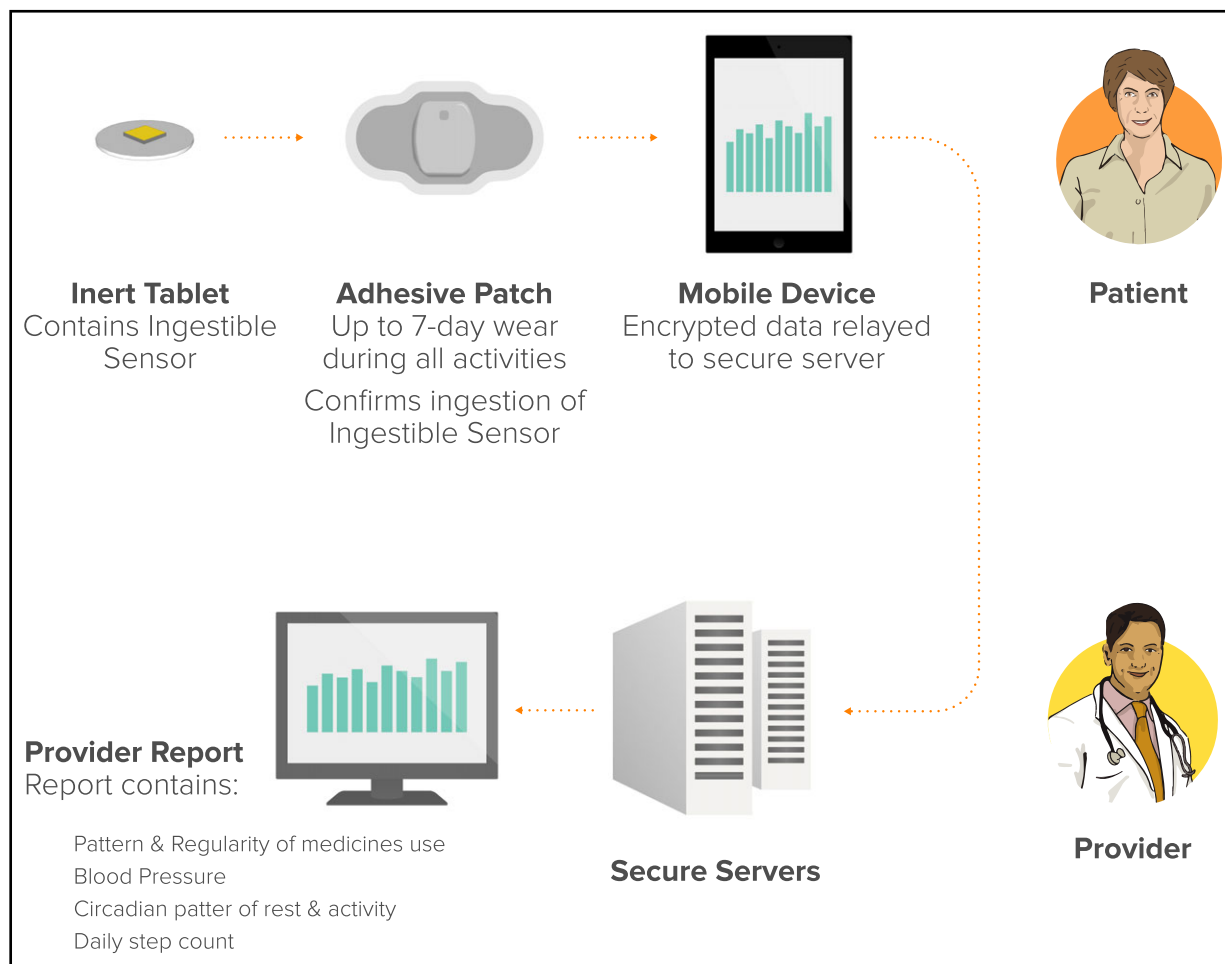 Inert Tablet
Contains Ingestible
Sensor
Adhesive Patch
Up to 7-day wear
during all activities
Confirms ingestion of
Ingestible Sensor
Mobile Device
Encrypted data relayed
to secure server
Patient
Provider Report
Report contains:
Pattern & Regularity of medicines use
Blood Pressure
Circadian patter of rest & activity
Daily step count
Secure Servers
Provider